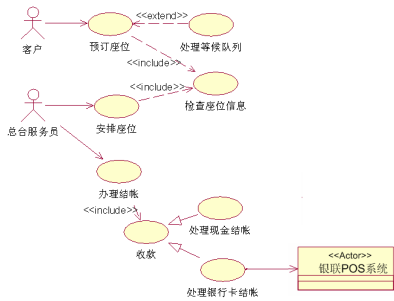 <<extend>>
客户
预订座位
处理等候队列
<<include>>
<<include>>
检查座位信息
总台服务员
安排座位
办理结帐
<<include>>
处理现金结帐
收款
<<Actor>>
银联POS系统
处理银行卡结帐